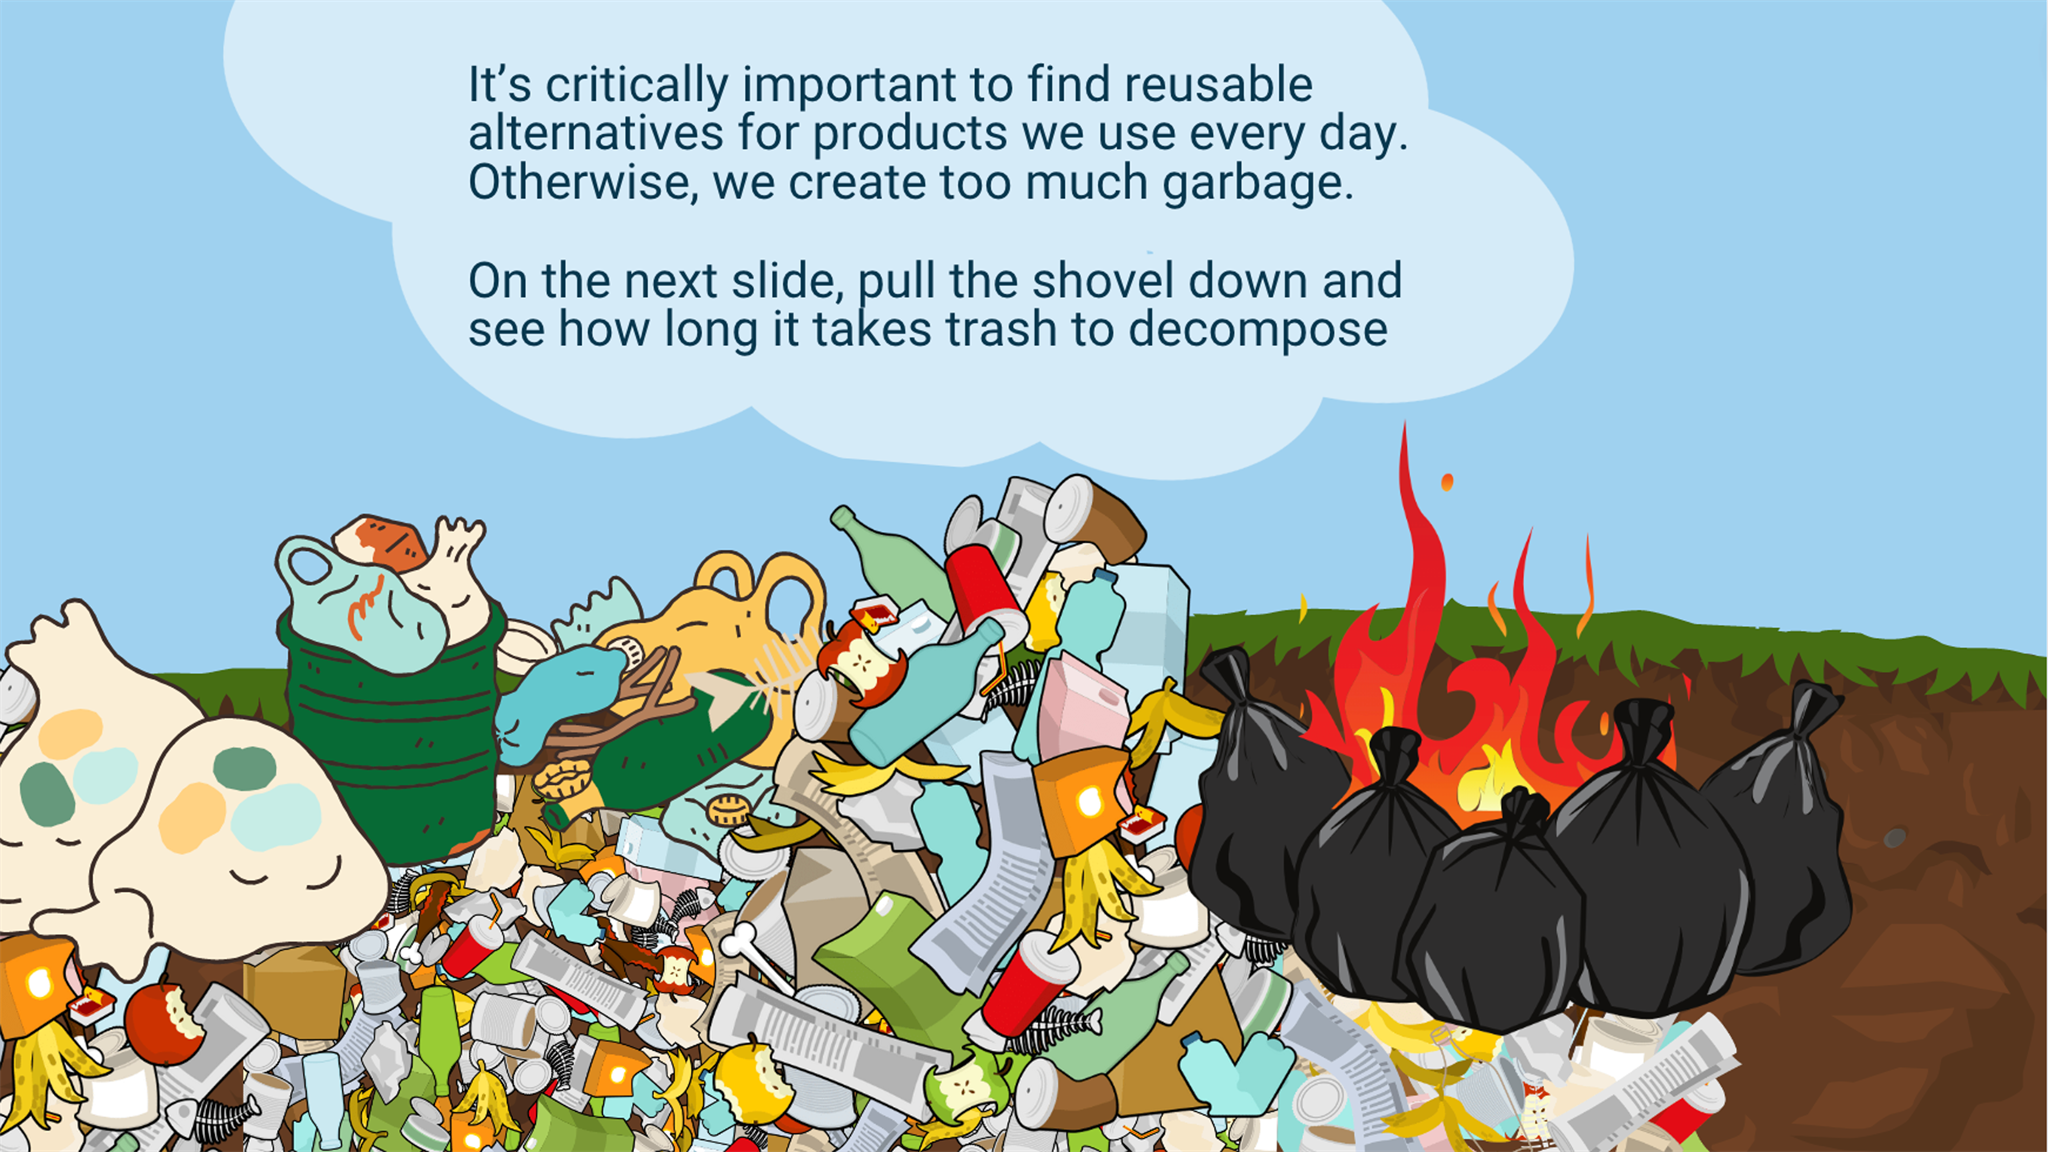 It’s critically important to find reusable
alternatives for products we use every day.
Otherwise, we create too much garbage.
On the next slide, pull the shovel down and
see how long it takes trash to decompose